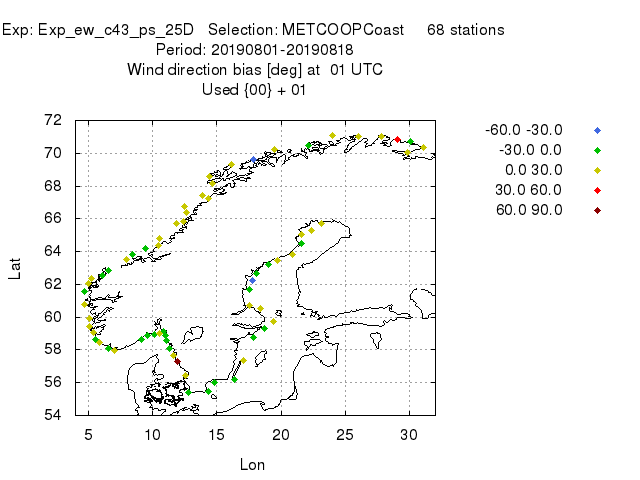 Exp: Exp_ew_c43_ps_25D Selection: METCOOPCoast 68 stations
Period: 20190801-20190818
Wind direction bias [deg] at 01 UTC
Used {00} + 01
72
70
68
66
64
62
60
58
56
54
Lat
5 10 15 20 25 30
Lon
-60.0 -30.0
-30.0 0.0
0.0 30.0
30.0 60.0
60.0 90.0